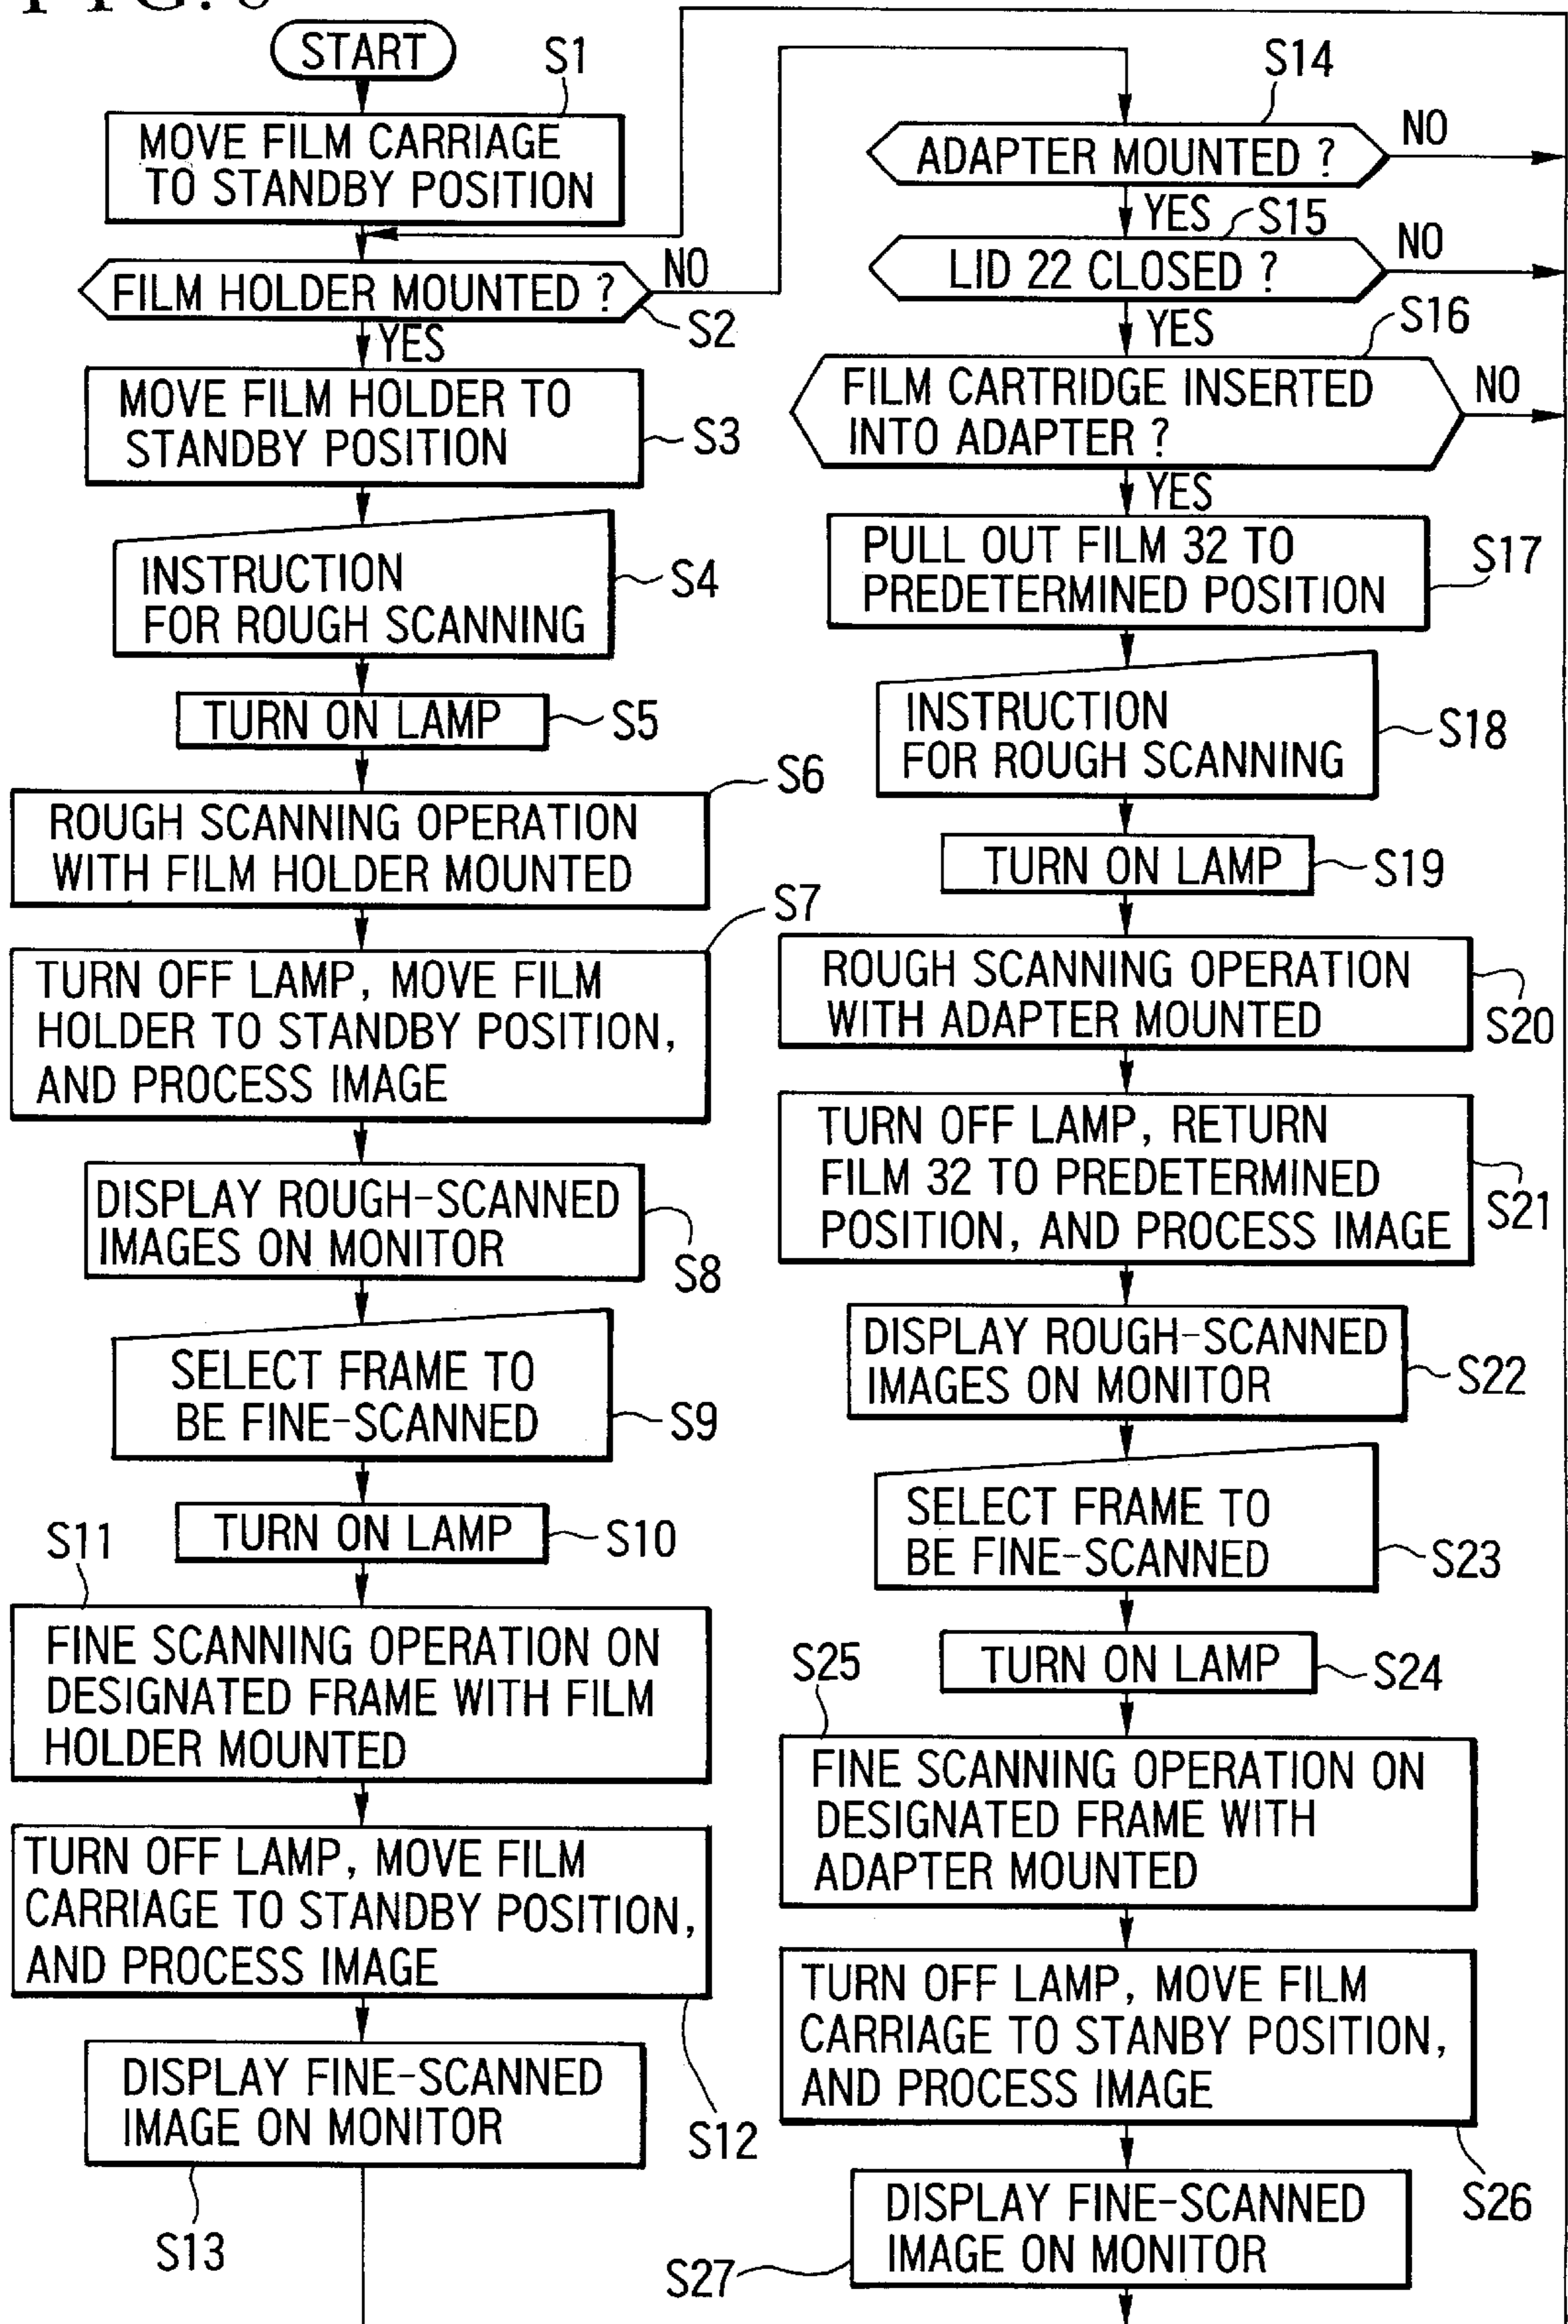 START
S1
MOVE FILM CARRIAGE
TO STANDBY POSITION
FILM HOLDER MOUNTED ?
NO
S2
YES
MOVE FILM HOLDER TO
STANDBY POSITION
S3
INSTRUCTION
FOR ROUGH SCANNING
S4
TURN ON LAMP
S5
S6
ROUGH SCANNING OPERATION
WITH FILM HOLDER MOUNTED
S7
TURN OFF LAMP, MOVE FILM
HOLDER TO STANDBY POSITION,
AND PROCESS IMAGE
DISPLAY ROUGH-SCANNED
IMAGES ON MONITOR
S8
SELECT FRAME TO
BE FINE-SCANNED
S9
TURN ON LAMP
S10
S11
FINE SCANNING OPERATION ON
DESIGNATED FRAME WITH FILM
HOLDER MOUNTED
TURN OFF LAMP, MOVE FILM
CARRIAGE TO STANDBY POSITION,
AND PROCESS IMAGE
S12
DISPLAY FINE-SCANNED
IMAGE ON MONITOR
S13
S14
ADAPTER MOUNTED ?
NO
YES
S15
LID 22 CLOSED ?
NO
YES
S16
FILM CARTRIDGE INSERTED
INTO ADAPTER ?
NO
YES
PULL OUT FILM 32 TO
PREDETERMINED POSITION
S17
INSTRUCTION
FOR ROUGH SCANNING
S18
TURN ON LAMP
S19
ROUGH SCANNING OPERATION
WITH ADAPTER MOUNTED
S20
TURN OFF LAMP, RETURN
FILM 32 TO PREDETERMINED
POSITION, AND PROCESS IMAGE
S21
DISPLAY ROUGH-SCANNED
IMAGES ON MONITOR
S22
SELECT FRAME TO
BE FINE-SCANNED
S23
TURN ON LAMP
S24
S25
FINE SCANNING OPERATION ON
DESIGNATED FRAME WITH
ADAPTER MOUNTED
TURN OFF LAMP, MOVE FILM
CARRIAGE TO STANBY POSITION,
AND PROCESS IMAGE
S26
DISPLAY FINE-SCANNED
IMAGE ON MONITOR
S27